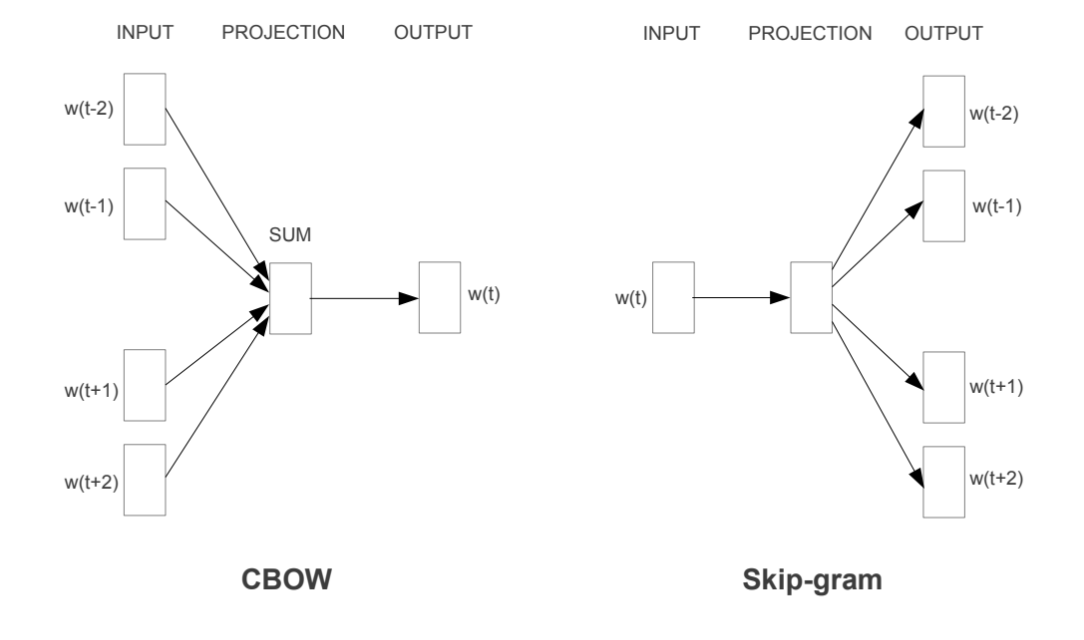 INPUT PROJECTION OUTPUT
w(t-2)
w(t-1)
SUM
w(t)
w(t+1)
w(t+2)
CBOW
INPUT PROJECTION OUTPUT
w(t-2)
w(t-1)
w(t)
w(t+1)
w(t+2)
Skip-gram